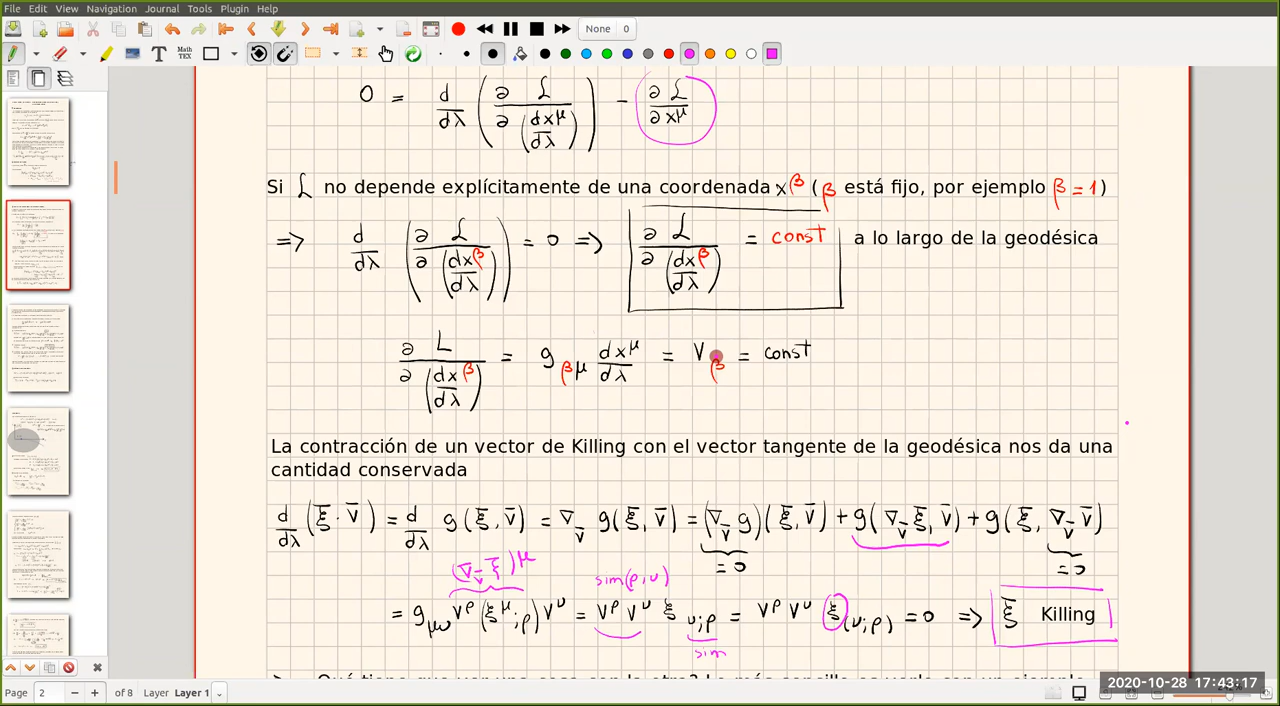 File Edit View Navigation Journal Tools Plugin Help
None 0
T Math TEX
0 = d/dλ (∂ℒ/∂(dx^μ/dλ)) − ∂ℒ/∂x^μ
Si ℒ no depende explícitamente de una coordenada x^β (β está fijo, por ejemplo β = 1)
=> d/dλ (∂ℒ/∂(dx^β/dλ)) = 0 => ∂ℒ/∂(dx^β/dλ) = const a lo largo de la geodésica
∂L/∂(dx^β/dλ) = g_βμ dx^μ/dλ = V_β = const
La contracción de un vector de Killing con el vector tangente de la geodésica nos da una
cantidad conservada
d/dλ (ξ̄ · V̄) = d/dλ g(ξ̄, V̄) = ∇_V̄ g(ξ̄, V̄) = (∇_V̄ g)(ξ̄, V̄) + g(∇_V̄ ξ̄, V̄) + g(ξ̄, ∇_V̄ V̄)
= 0 = 0
(∇_V̄ ξ̄)^μ sim(ρ,ν)
= g_μν V^ρ (ξ^μ_;ρ) V^ν = V^ρ V^ν ξ_ν;ρ = V^ρ V^ν ξ_(ν;ρ) = 0 => ξ̄ Killing
sim
Page 2 − + of 8 Layer Layer 1
2020-10-28 17:43:17